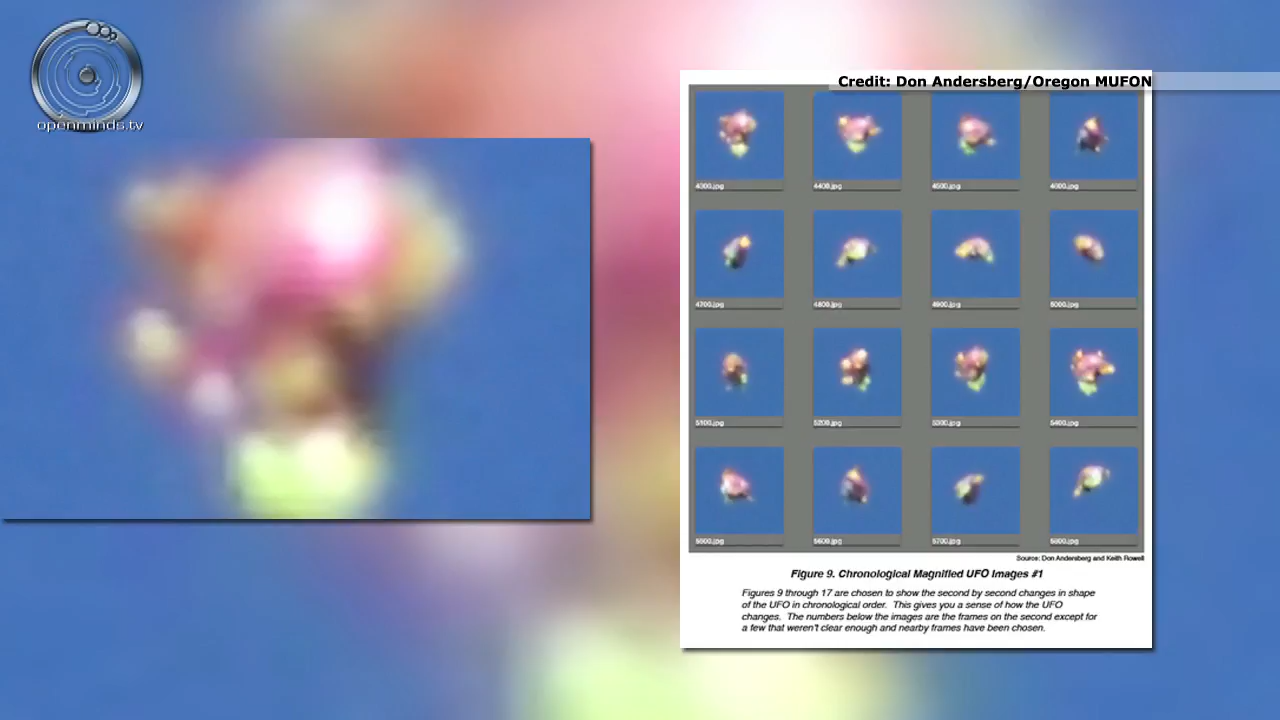 openminds.tv
Credit: Don Andersberg/Oregon MUFON
4300.jpg
4400.jpg
4500.jpg
4600.jpg
4700.jpg
4800.jpg
4900.jpg
5000.jpg
5100.jpg
5200.jpg
5300.jpg
5400.jpg
5500.jpg
5600.jpg
5700.jpg
5800.jpg
Source: Don Andersberg and Keith Rowell
Figure 9. Chronological Magnified UFO Images #1
Figures 9 through 17 are chosen to show the second by second changes in shape
of the UFO in chronological order. This gives you a sense of how the UFO
changes. The numbers below the images are the frames on the second except for
a few that weren't clear enough and nearby frames have been chosen.